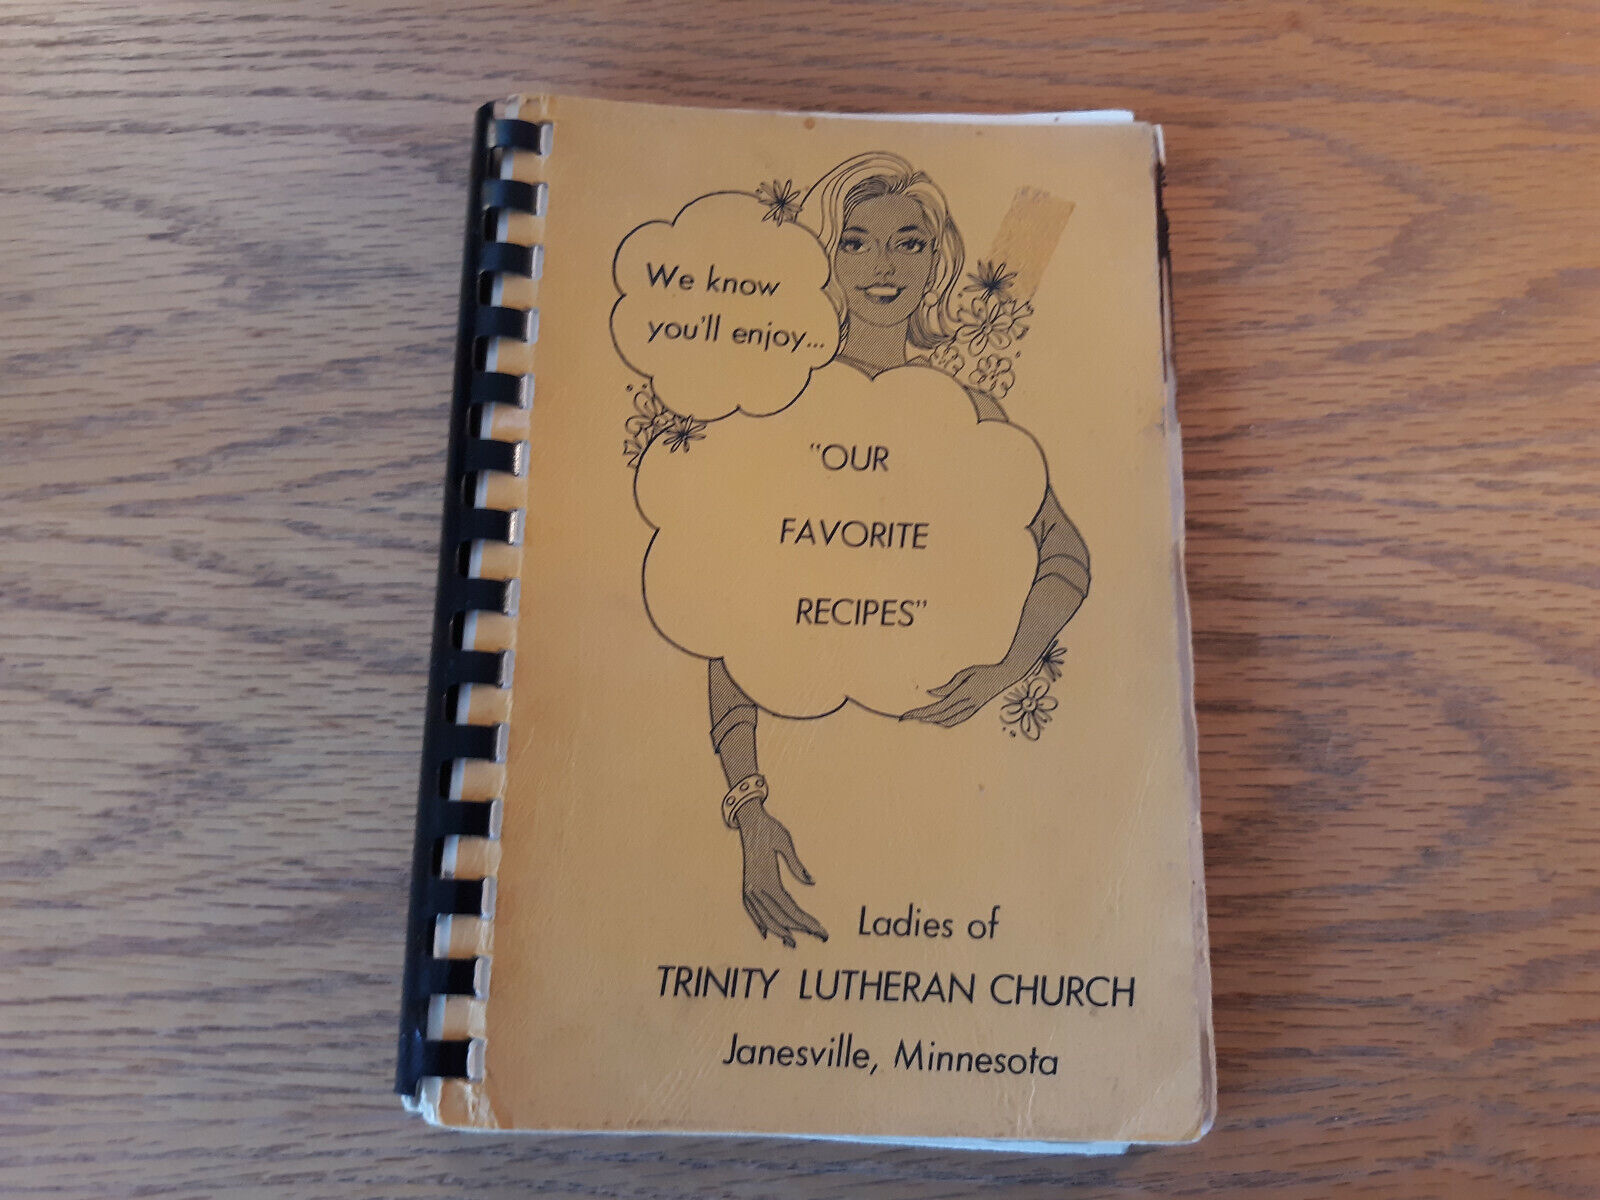 We know
you'll enjoy...
"OUR
FAVORITE
RECIPES"
Ladies of
TRINITY LUTHERAN CHURCH
Janesville, Minnesota